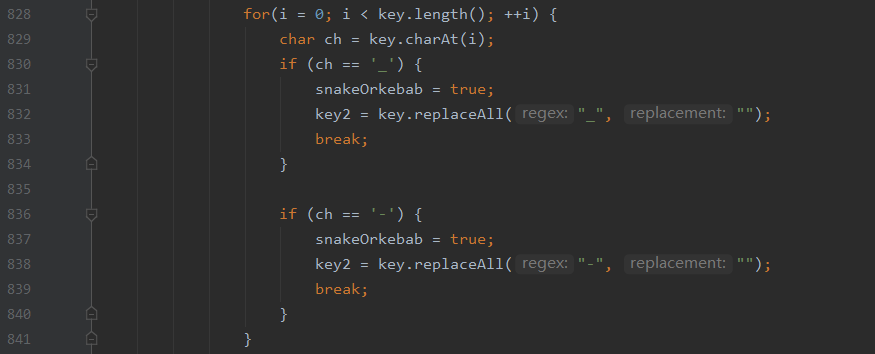 828 for(i = 0; i < key.length(); ++i) {
829 char ch = key.charAt(i);
830 if (ch == '_') {
831 snakeOrkebab = true;
832 key2 = key.replaceAll( regex: "_", replacement: "");
833 break;
834 }
835
836 if (ch == '-') {
837 snakeOrkebab = true;
838 key2 = key.replaceAll( regex: "-", replacement: "");
839 break;
840 }
841 }